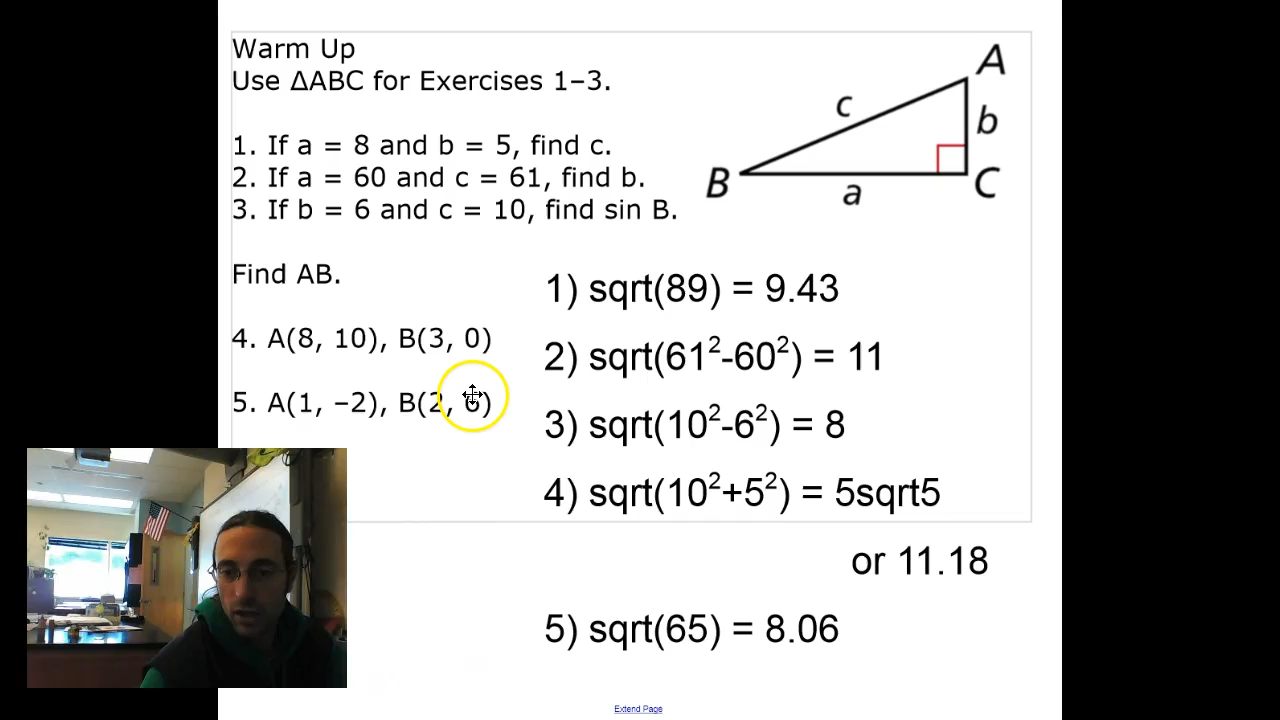 Warm Up
Use ΔABC for Exercises 1–3.
1. If a = 8 and b = 5, find c.
2. If a = 60 and c = 61, find b.
3. If b = 6 and c = 10, find sin B.
A
c
b
B
C
a
Find AB.
4. A(8, 10), B(3, 0)
5. A(1, –2), B(2, 6)
1) sqrt(89) = 9.43
2) sqrt(61²-60²) = 11
3) sqrt(10²-6²) = 8
4) sqrt(10²+5²) = 5sqrt5
or 11.18
5) sqrt(65) = 8.06
Extend Page